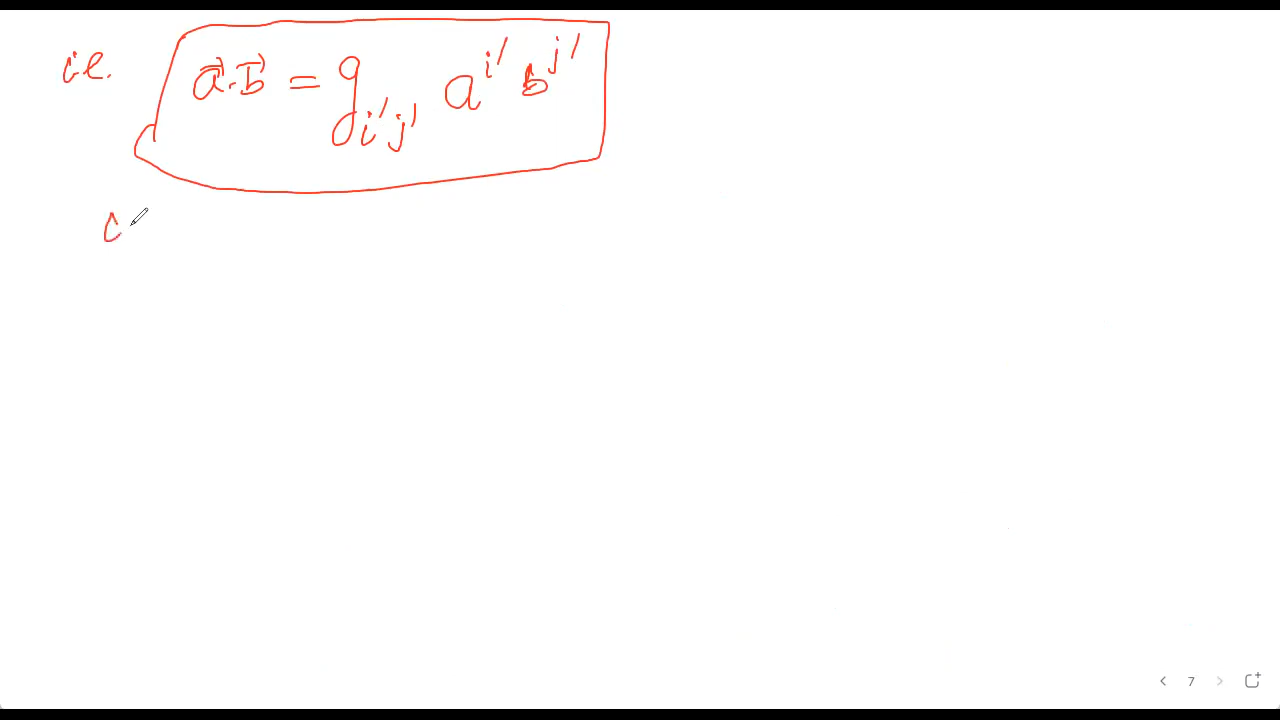 i.e. a⃗·b⃗ = g_{i'j'} a^{i'} b^{j'}
C
7